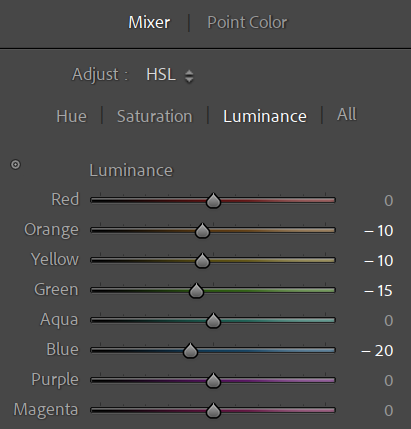 Mixer | Point Color
Adjust : HSL
Hue | Saturation | Luminance | All
Luminance
Red 0
Orange – 10
Yellow – 10
Green – 15
Aqua 0
Blue – 20
Purple 0
Magenta 0